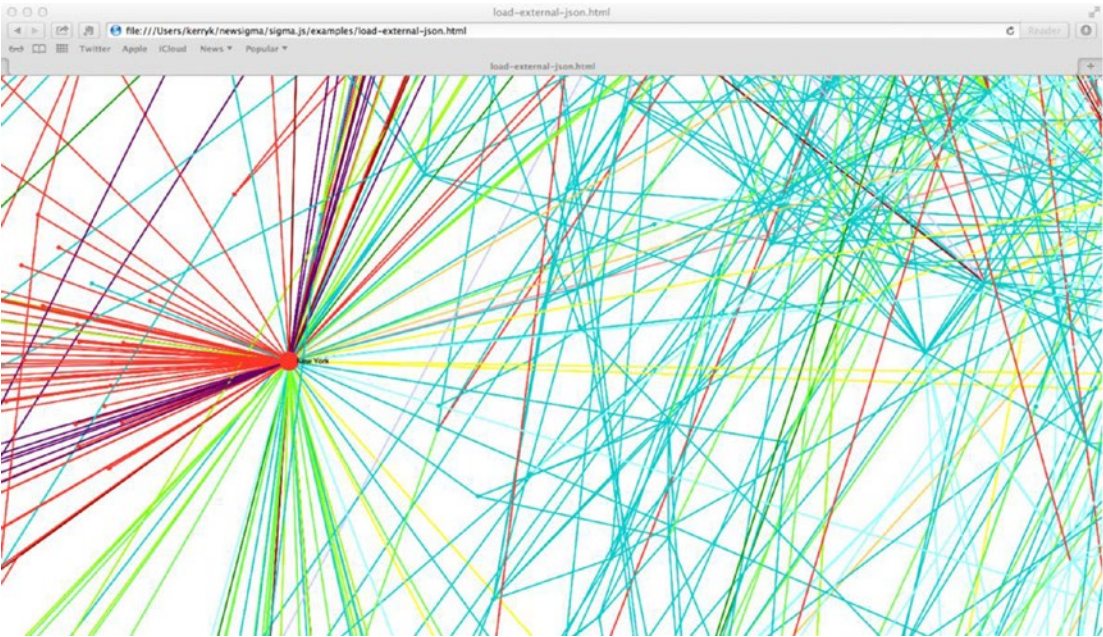 load-external-json.html
file:///Users/kerryk/newsigma/sigma.js/examples/load-external-json.html
Reader
Twitter Apple iCloud News Popular
load-external-json.html
New York